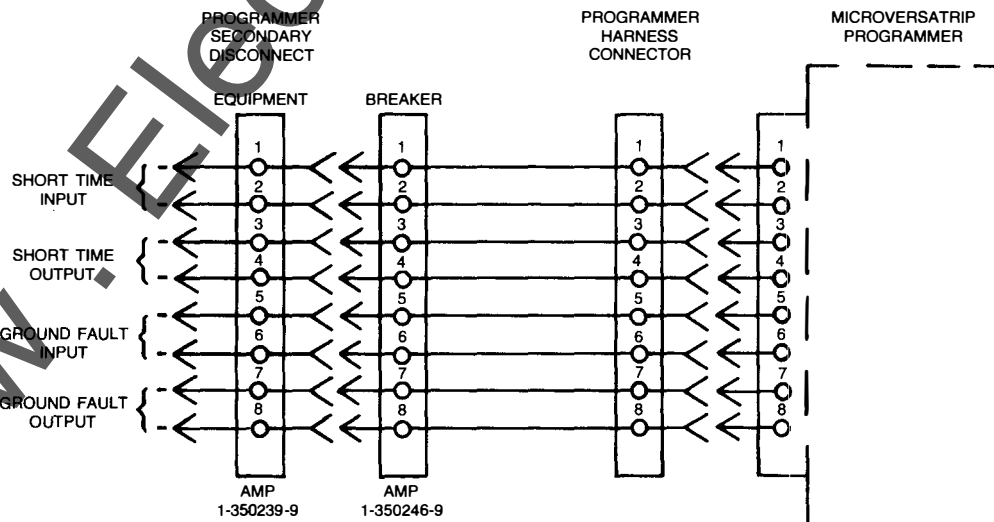 PROGRAMMER
SECONDARY
DISCONNECT
PROGRAMMER
HARNESS
CONNECTOR
MICROVERSATRIP
PROGRAMMER
EQUIPMENT
BREAKER
1 1 1 1
SHORT TIME
INPUT
2 2 2 2
3 3 3 3
SHORT TIME
OUTPUT
4 4 4 4
5 5 5 5
GROUND FAULT
INPUT
6 6 6 6
7 7 7 7
GROUND FAULT
OUTPUT
8 8 8 8
AMP
1-350239-9
AMP
1-350246-9
w. Elec